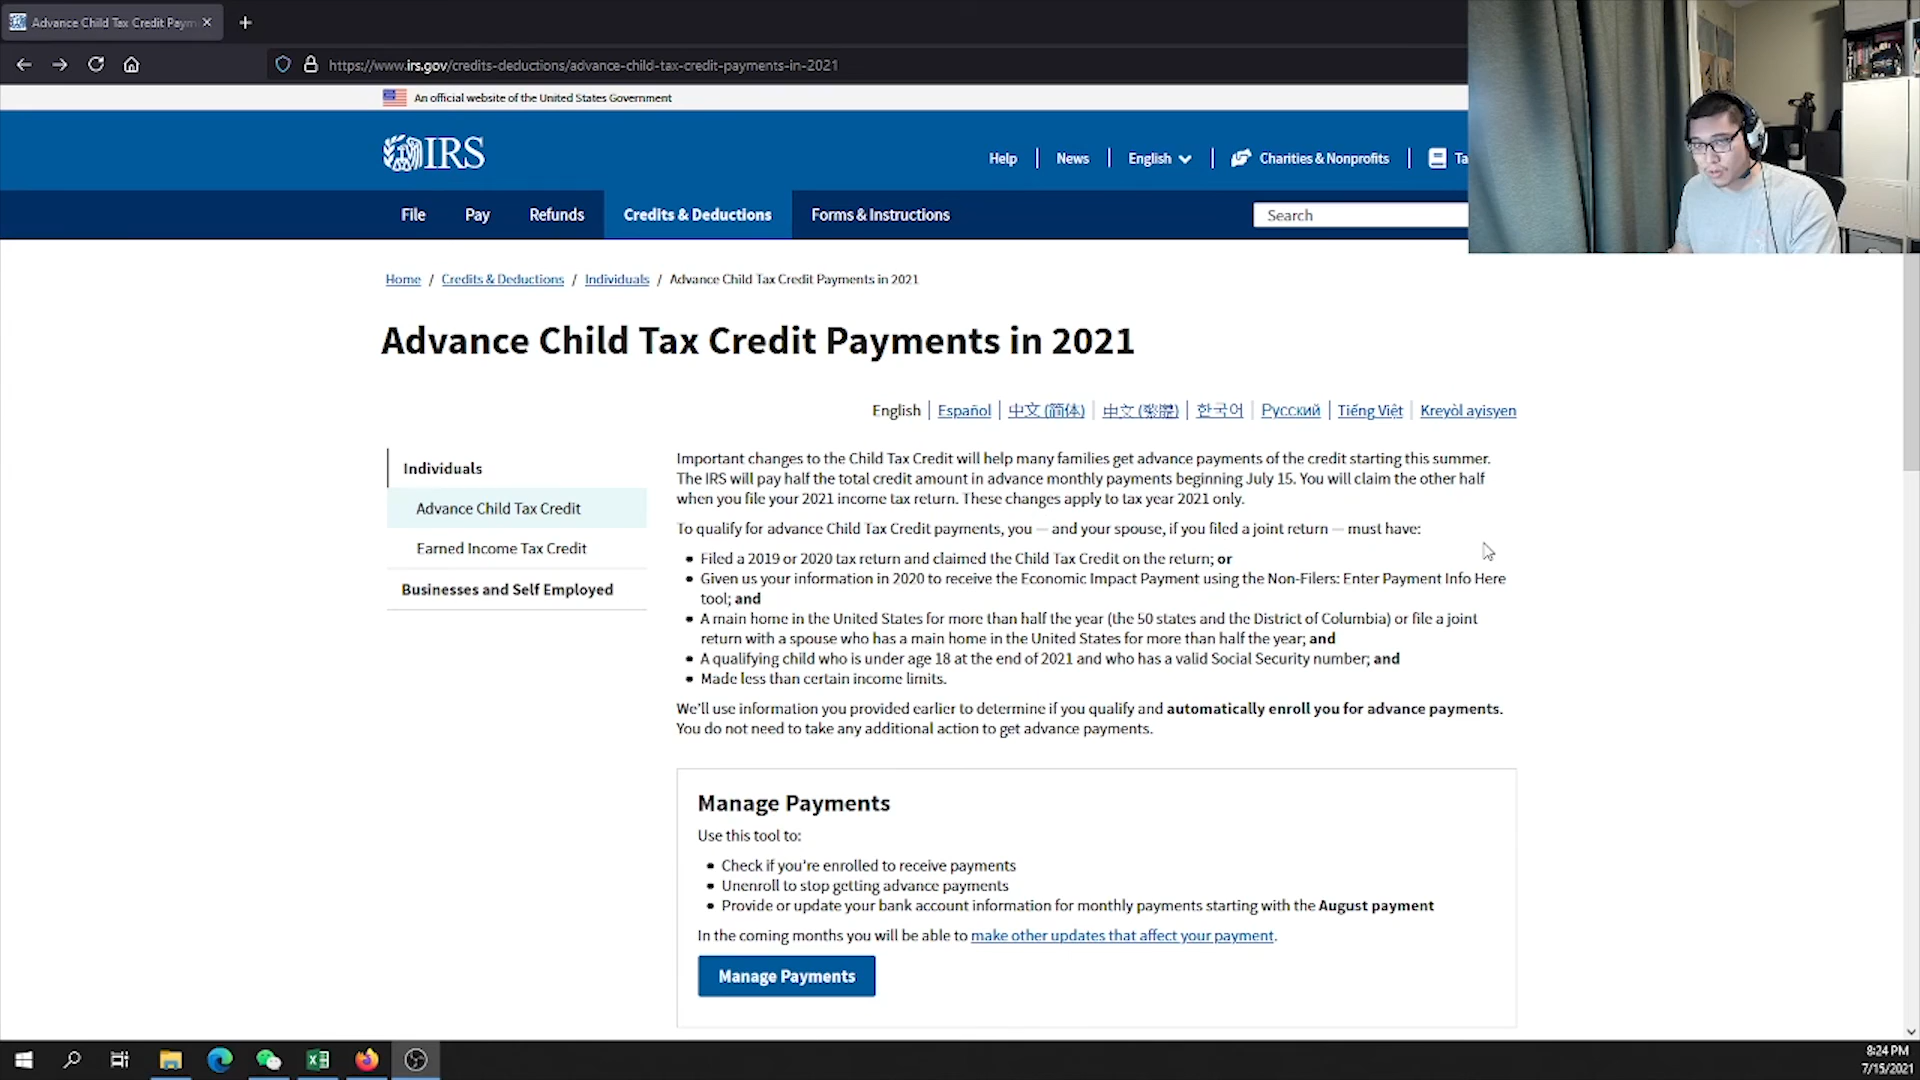 Advance Child Tax Credit Paym
https://www.irs.gov/credits-deductions/advance-child-tax-credit-payments-in-2021
An official website of the United States Government
IRS
Help
News
English
Charities & Nonprofits
File
Pay
Refunds
Credits & Deductions
Forms & Instructions
Search
Home / Credits & Deductions / Individuals / Advance Child Tax Credit Payments in 2021
Advance Child Tax Credit Payments in 2021
English | Español | 中文 (简体) | 中文 (繁體) | 한국어 | Русский | Tiếng Việt | Kreyòl ayisyen
Individuals
Advance Child Tax Credit
Earned Income Tax Credit
Businesses and Self Employed
Important changes to the Child Tax Credit will help many families get advance payments of the credit starting this summer.
The IRS will pay half the total credit amount in advance monthly payments beginning July 15. You will claim the other half
when you file your 2021 income tax return. These changes apply to tax year 2021 only.
To qualify for advance Child Tax Credit payments, you — and your spouse, if you filed a joint return — must have:
• Filed a 2019 or 2020 tax return and claimed the Child Tax Credit on the return; or
• Given us your information in 2020 to receive the Economic Impact Payment using the Non-Filers: Enter Payment Info Here
tool; and
• A main home in the United States for more than half the year (the 50 states and the District of Columbia) or file a joint
return with a spouse who has a main home in the United States for more than half the year; and
• A qualifying child who is under age 18 at the end of 2021 and who has a valid Social Security number; and
• Made less than certain income limits.
We'll use information you provided earlier to determine if you qualify and automatically enroll you for advance payments.
You do not need to take any additional action to get advance payments.
Manage Payments
Use this tool to:
• Check if you're enrolled to receive payments
• Unenroll to stop getting advance payments
• Provide or update your bank account information for monthly payments starting with the August payment
In the coming months you will be able to make other updates that affect your payment.
Manage Payments
8:24 PM
7/15/2021